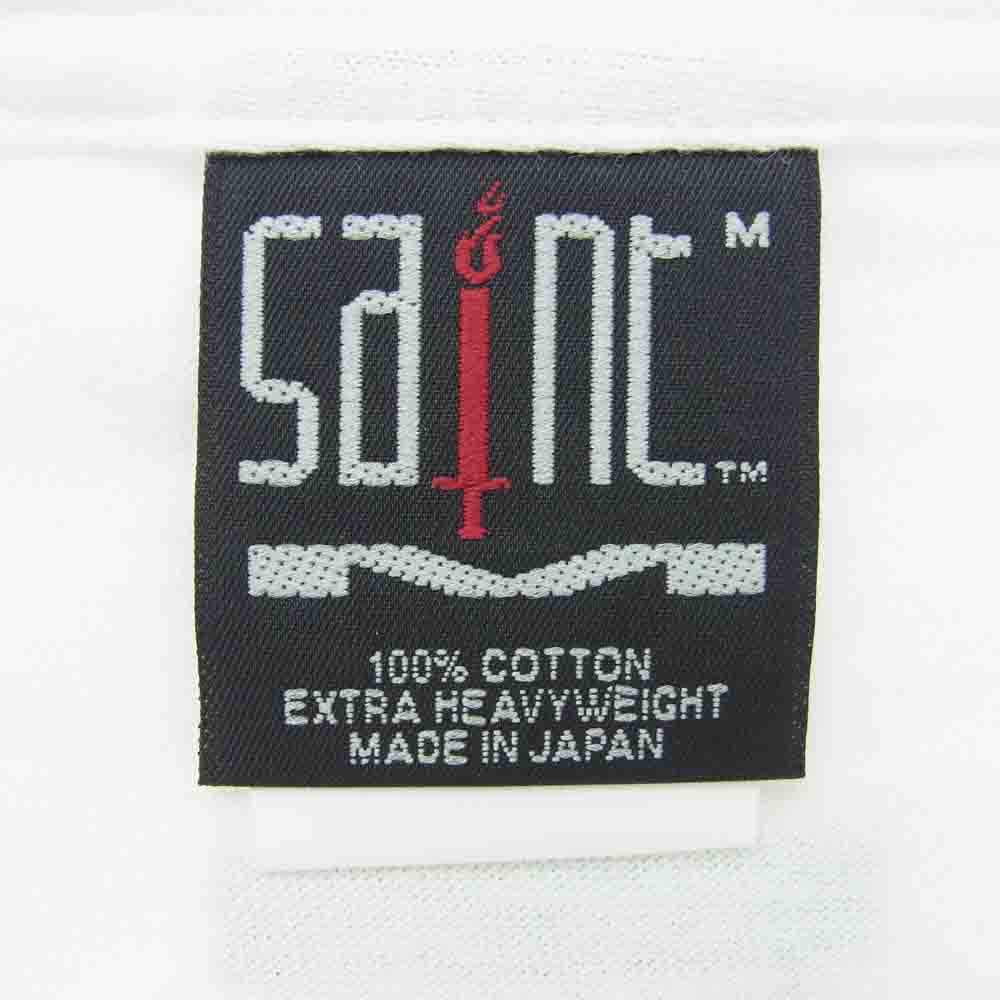 saint M
TM
100% COTTON
EXTRA HEAVYWEIGHT
MADE IN JAPAN